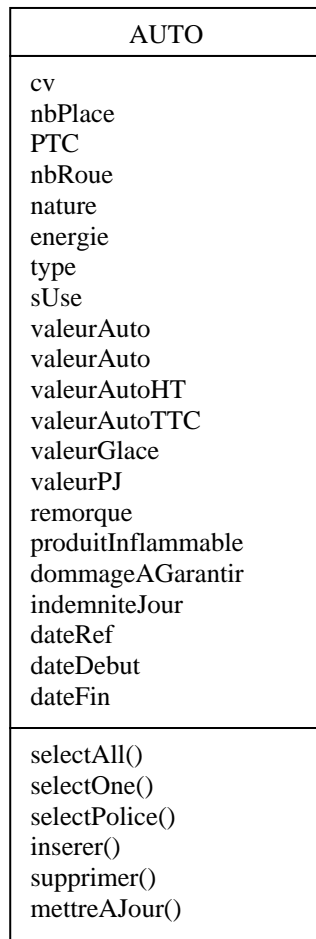 AUTO
cv
nbPlace
PTC
nbRoue
nature
energie
type
sUse
valeurAuto
valeurAuto
valeurAutoHT
valeurAutoTTC
valeurGlace
valeurPJ
remorque
produitInflammable
dommageAGarantir
indemniteJour
dateRef
dateDebut
dateFin
selectAll()
selectOne()
selectPolice()
inserer()
supprimer()
mettreAJour()